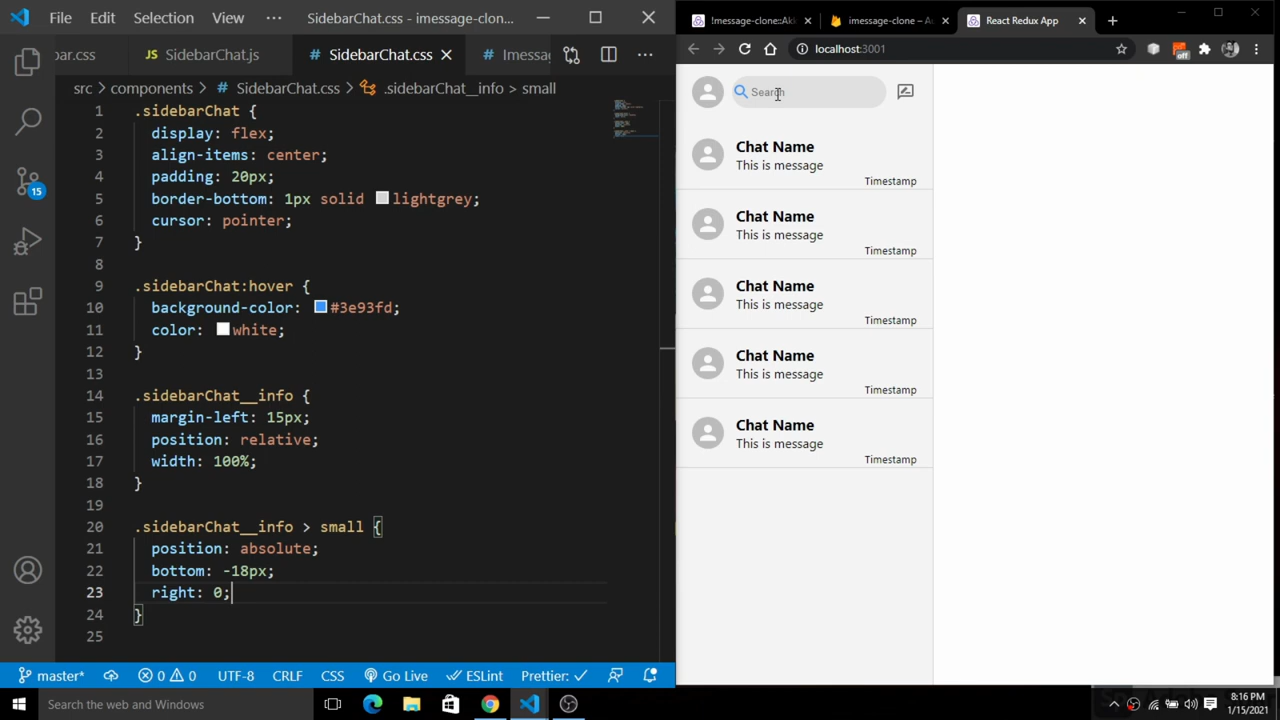 File Edit Selection View ··· SidebarChat.css - imessage-clon...
bar.css JS SidebarChat.js # SidebarChat.css # Imessa
src > components > # SidebarChat.css > .sidebarChat__info > small
1 .sidebarChat {
2 display: flex;
3 align-items: center;
4 padding: 20px;
5 border-bottom: 1px solid lightgrey;
6 cursor: pointer;
7 }
8
9 .sidebarChat:hover {
10 background-color: #3e93fd;
11 color: white;
12 }
13
14 .sidebarChat__info {
15 margin-left: 15px;
16 position: relative;
17 width: 100%;
18 }
19
20 .sidebarChat__info > small {
21 position: absolute;
22 bottom: -18px;
23 right: 0;
24 }
25
15
master* 0 0 UTF-8 CRLF CSS Go Live ESLint Prettier: ✓
!message-clone::Akk imessage-clone – Au React Redux App
localhost:3001
off
Search
Chat Name
This is message
Timestamp
Chat Name
This is message
Timestamp
Chat Name
This is message
Timestamp
Chat Name
This is message
Timestamp
Chat Name
This is message
Timestamp
Search the web and Windows
8:16 PM
1/15/2021